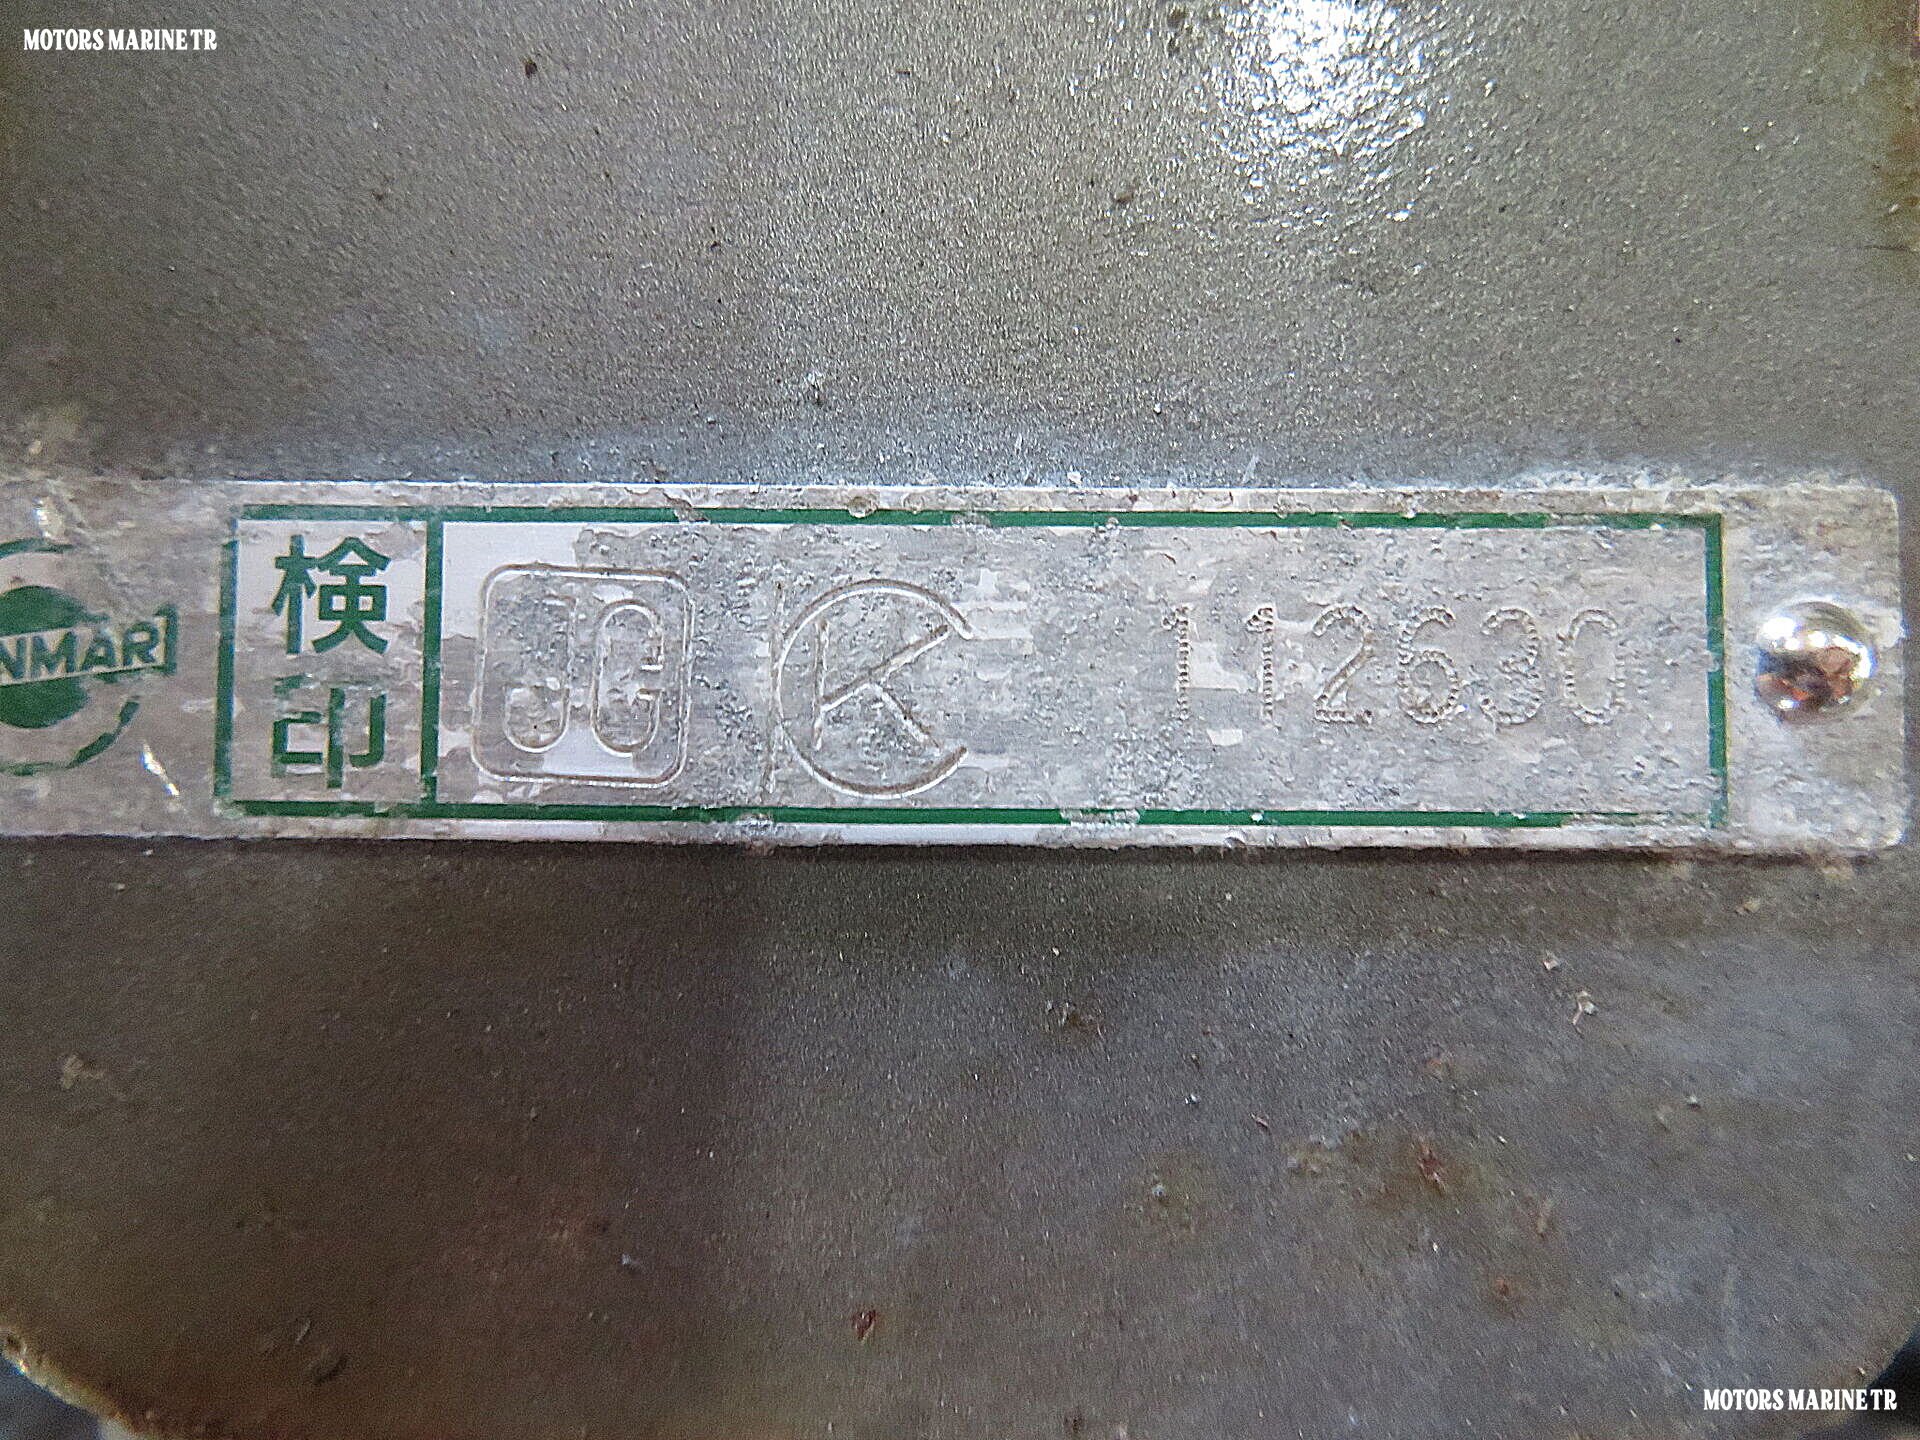 MOTORS MARINE TR
NMAR
検印
JG
K
112630
MOTORS MARINE TR